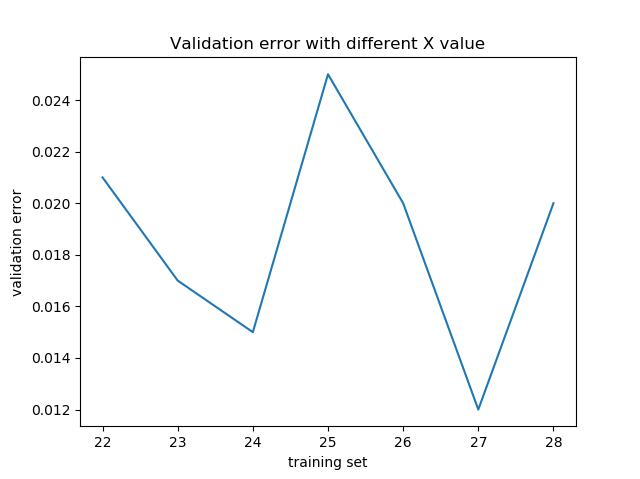 Validation error with different X value
0.024
0.022
0.020
0.018
0.016
0.014
0.012
validation error
22 23 24 25 26 27 28
training set